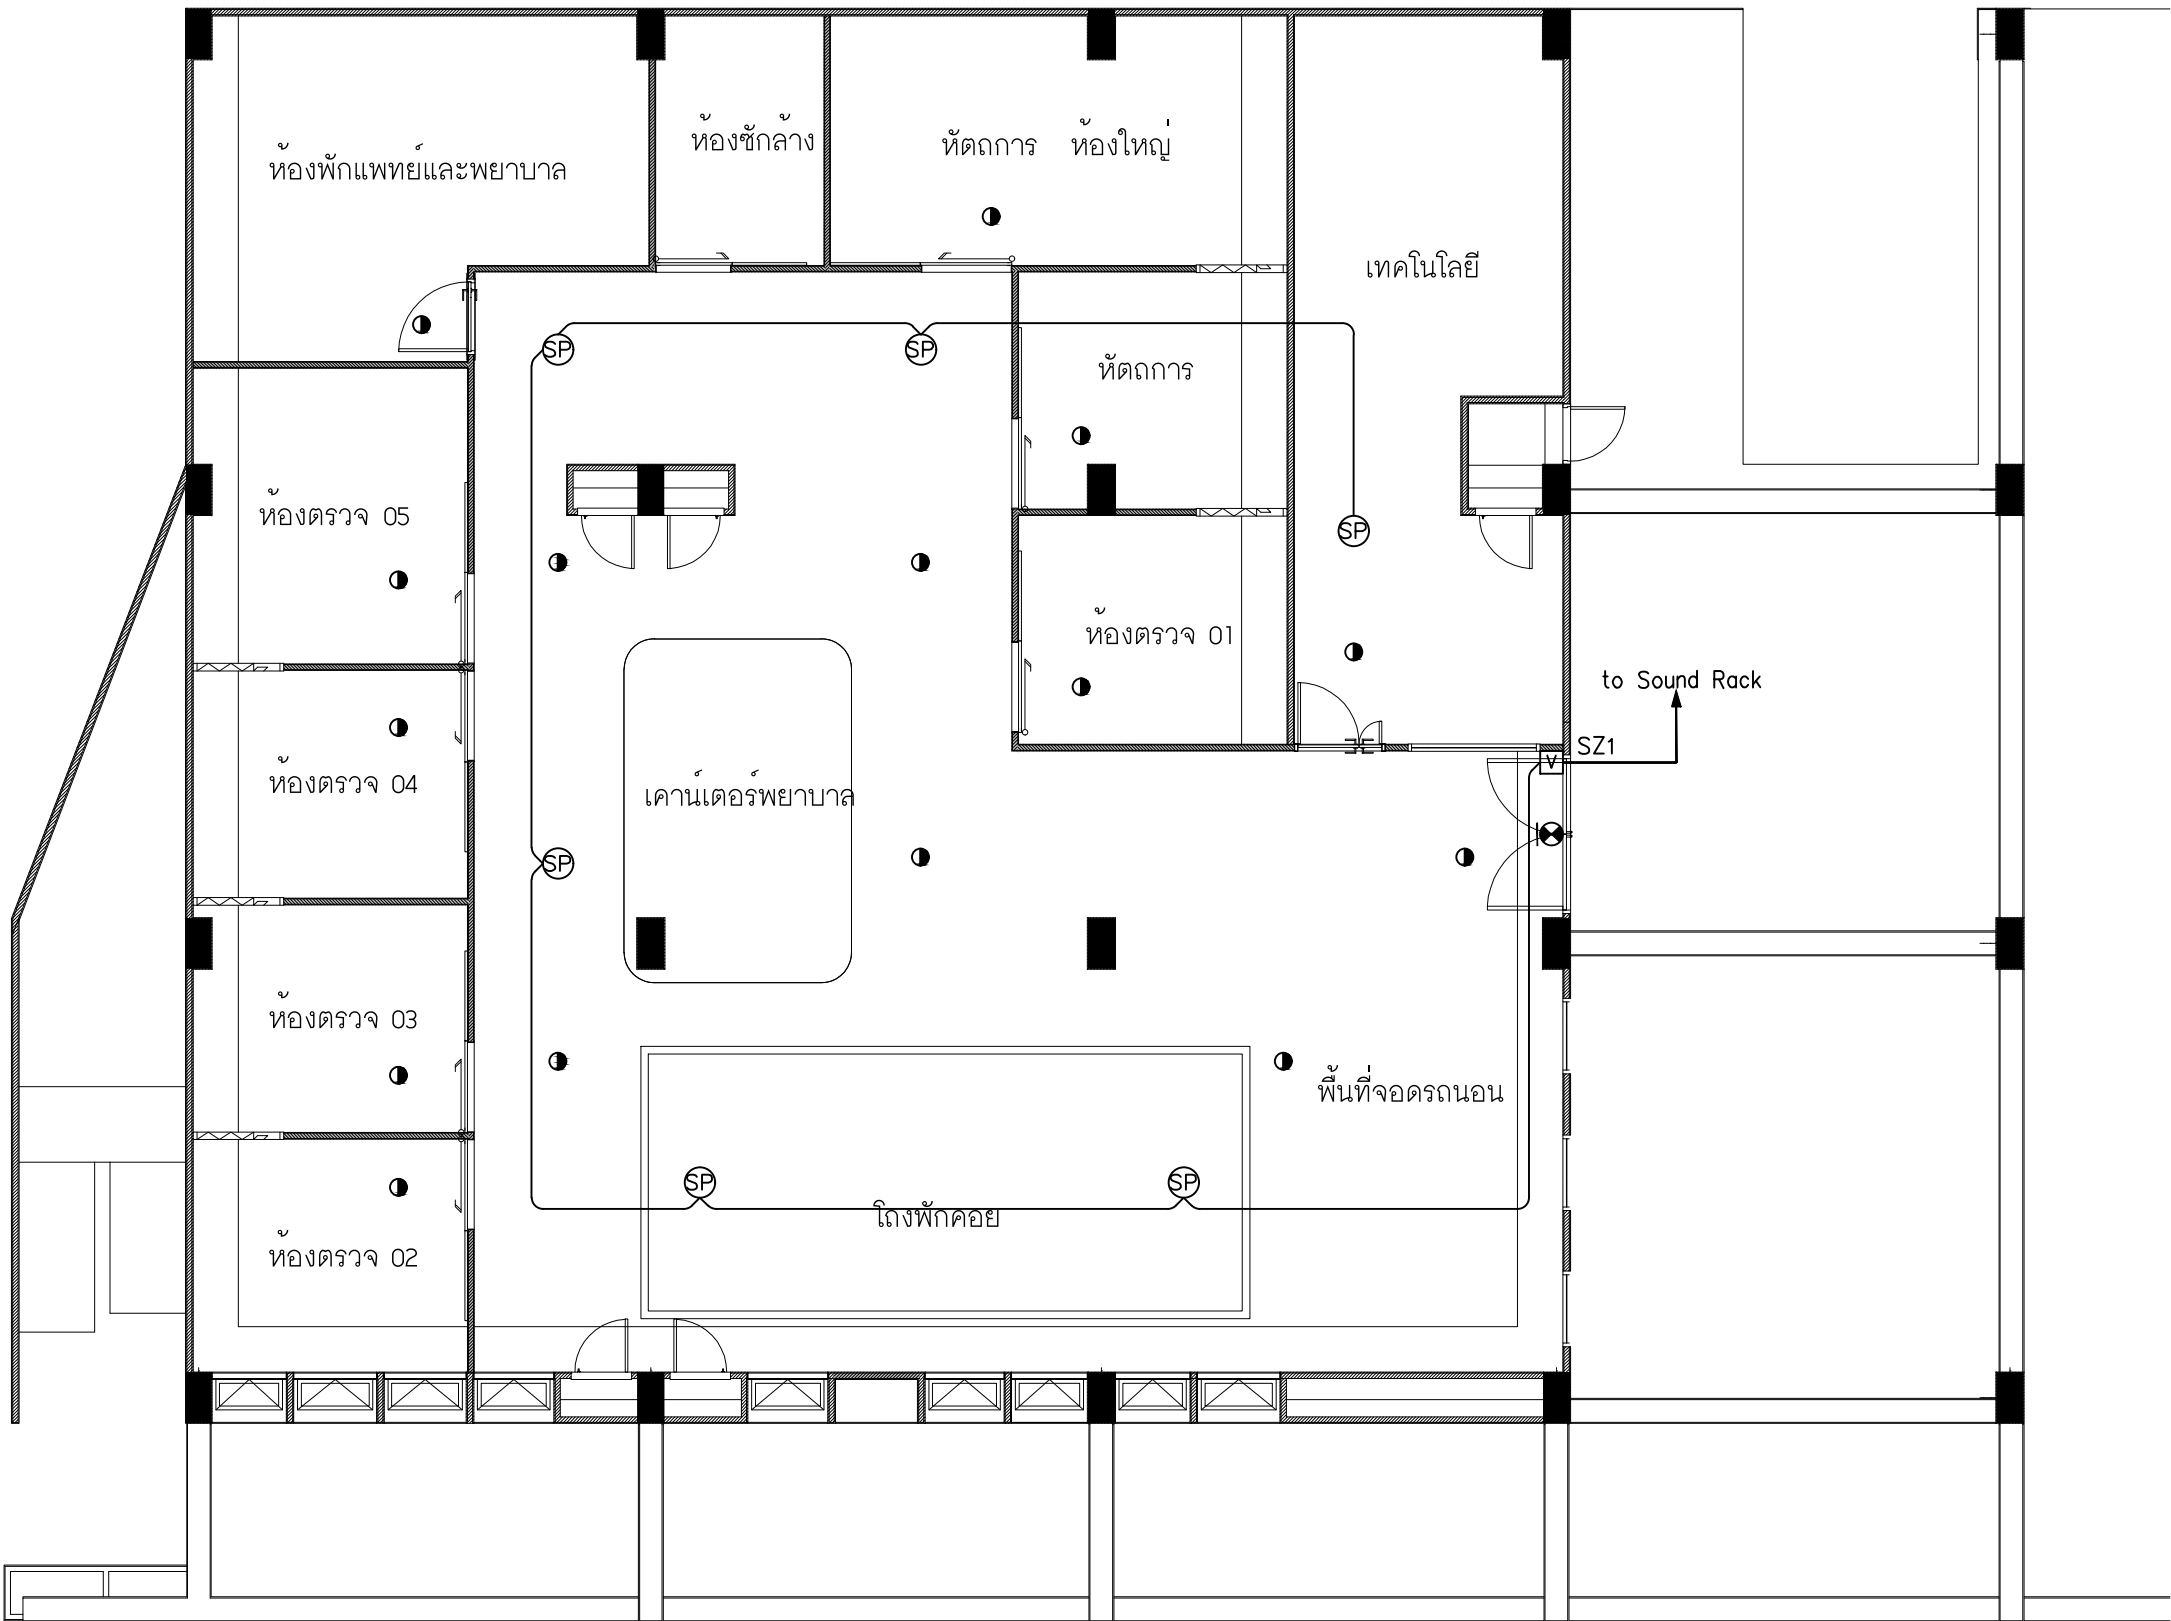 ห้องซักล้าง
หัตถการ ห้องใหญ่
ห้องพักแพทย์และพยาบาล
เทคโนโลยี
SP
SP
หัตถการ
ห้องตรวจ 05
SP
ห้องตรวจ 01
to Sound Rack
SZ1
V
ห้องตรวจ 04
เคาน์เตอร์พยาบาล
SP
ห้องตรวจ 03
พื้นที่จอดรถนอน
SP
SP
โถงพักคอย
ห้องตรวจ 02